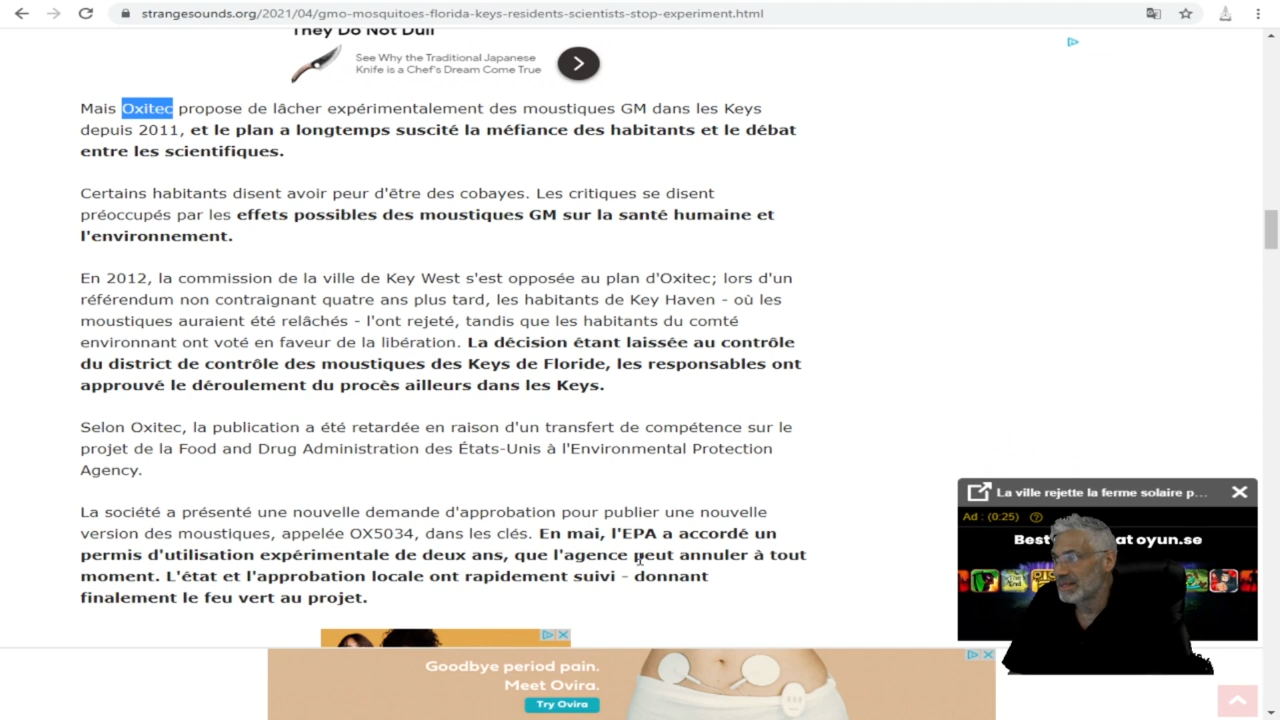 strangesounds.org/2021/04/gmo-mosquitoes-florida-keys-residents-scientists-stop-experiment.html
They Do Not Dull
See Why the Traditional Japanese
Knife is a Chef's Dream Come True
Mais Oxitec propose de lâcher expérimentalement des moustiques GM dans les Keys
depuis 2011, et le plan a longtemps suscité la méfiance des habitants et le débat
entre les scientifiques.
Certains habitants disent avoir peur d'être des cobayes. Les critiques se disent
préoccupés par les effets possibles des moustiques GM sur la santé humaine et
l'environnement.
En 2012, la commission de la ville de Key West s'est opposée au plan d'Oxitec; lors d'un
référendum non contraignant quatre ans plus tard, les habitants de Key Haven - où les
moustiques auraient été relâchés - l'ont rejeté, tandis que les habitants du comté
environnant ont voté en faveur de la libération. La décision étant laissée au contrôle
du district de contrôle des moustiques des Keys de Floride, les responsables ont
approuvé le déroulement du procès ailleurs dans les Keys.
Selon Oxitec, la publication a été retardée en raison d'un transfert de compétence sur le
projet de la Food and Drug Administration des États-Unis à l'Environmental Protection
Agency.
La société a présenté une nouvelle demande d'approbation pour publier une nouvelle
version des moustiques, appelée OX5034, dans les clés. En mai, l'EPA a accordé un
permis d'utilisation expérimentale de deux ans, que l'agence peut annuler à tout
moment. L'état et l'approbation locale ont rapidement suivi - donnant
finalement le feu vert au projet.
La ville rejette la ferme solaire p...
Ad : (0:25)
Best at oyun.se
Goodbye period pain.
Meet Ovira.
Try Ovira